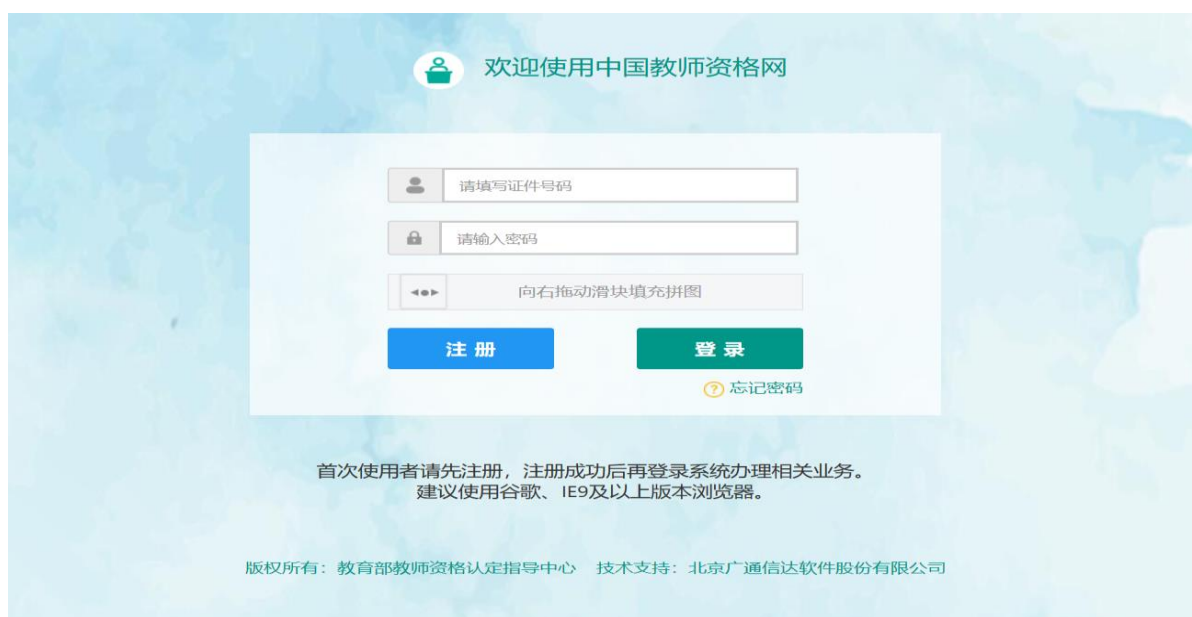 欢迎使用中国教师资格网
请填写证件号码
请输入密码
向右拖动滑块填充拼图
注 册 登 录
? 忘记密码
首次使用者请先注册，注册成功后再登录系统办理相关业务。
建议使用谷歌、IE9及以上版本浏览器。
版权所有：教育部教师资格认定指导中心 技术支持：北京广通信达软件股份有限公司